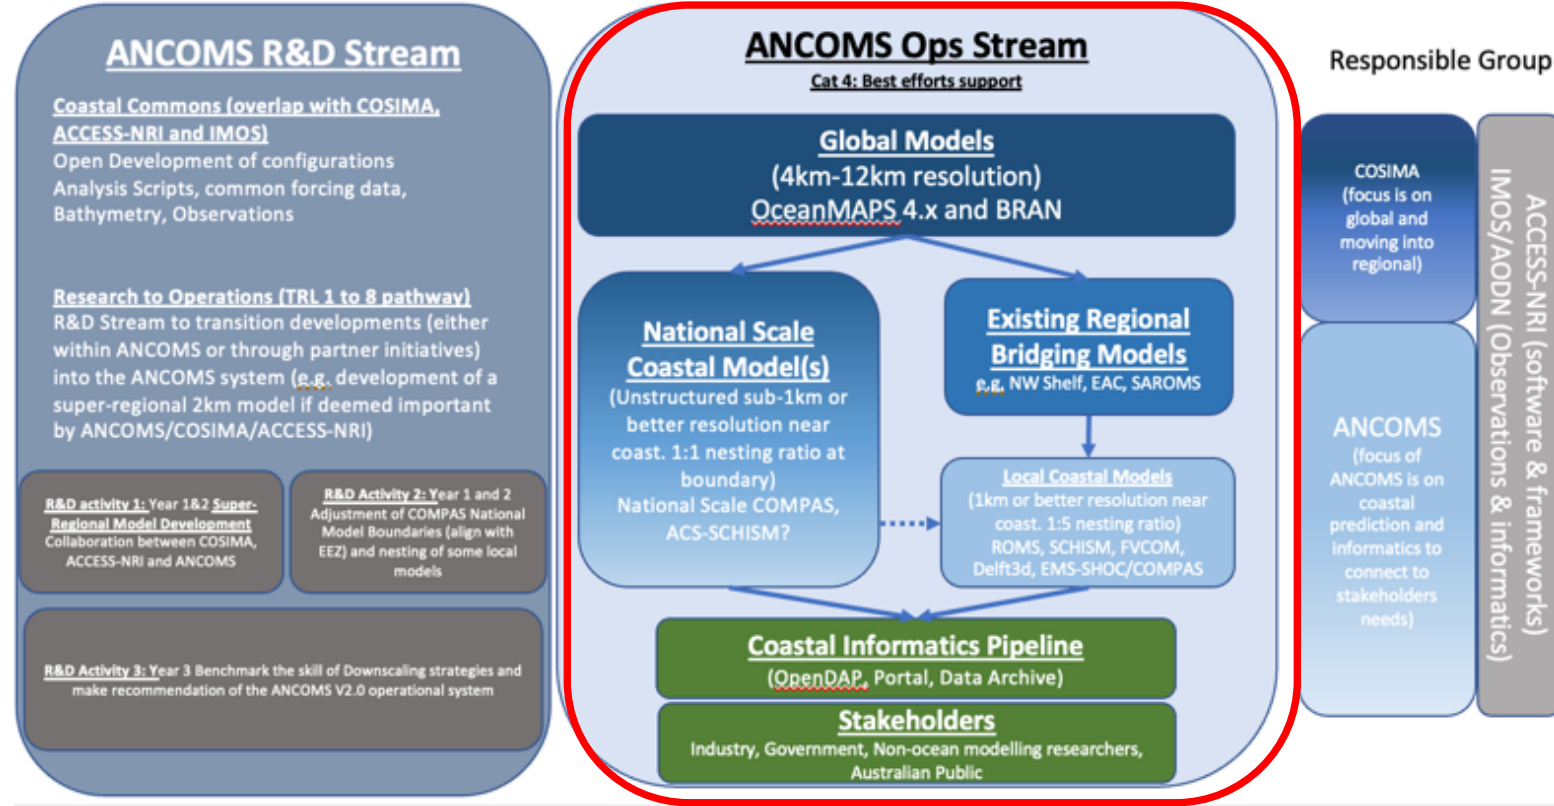 ANCOMS R&D Stream
Coastal Commons (overlap with COSIMA,
ACCESS-NRI and IMOS)
Open Development of configurations
Analysis Scripts, common forcing data,
Bathymetry, Observations
Research to Operations (TRL 1 to 8 pathway)
R&D Stream to transition developments (either
within ANCOMS or through partner initiatives)
into the ANCOMS system (e.g. development of a
super-regional 2km model if deemed important
by ANCOMS/COSIMA/ACCESS-NRI)
R&D activity 1: Year 1&2 Super-
Regional Model Development
Collaboration between COSIMA,
ACCESS-NRI and ANCOMS
R&D Activity 2: Year 1 and 2
Adjustment of COMPAS National
Model Boundaries (align with
EEZ) and nesting of some local
models
R&D Activity 3: Year 3 Benchmark the skill of Downscaling strategies and
make recommendation of the ANCOMS V2.0 operational system
ANCOMS Ops Stream
Cat 4: Best efforts support
Global Models
(4km-12km resolution)
OceanMAPS 4.x and BRAN
National Scale
Coastal Model(s)
(Unstructured sub-1km or
better resolution near
coast. 1:1 nesting ratio at
boundary)
National Scale COMPAS,
ACS-SCHISM?
Existing Regional
Bridging Models
e.g. NW Shelf, EAC, SAROMS
Local Coastal Models
(1km or better resolution near
coast. 1:5 nesting ratio)
ROMS, SCHISM, FVCOM,
Delft3d, EMS-SHOC/COMPAS
Coastal Informatics Pipeline
(OpenDAP, Portal, Data Archive)
Stakeholders
Industry, Government, Non-ocean modelling researchers,
Australian Public
Responsible Group
COSIMA
(focus is on
global and
moving into
regional)
ANCOMS
(focus of
ANCOMS is on
coastal
prediction and
informatics to
connect to
stakeholders
needs)
ACCESS-NRI (software & frameworks)
IMOS/AODN (Observations & informatics)